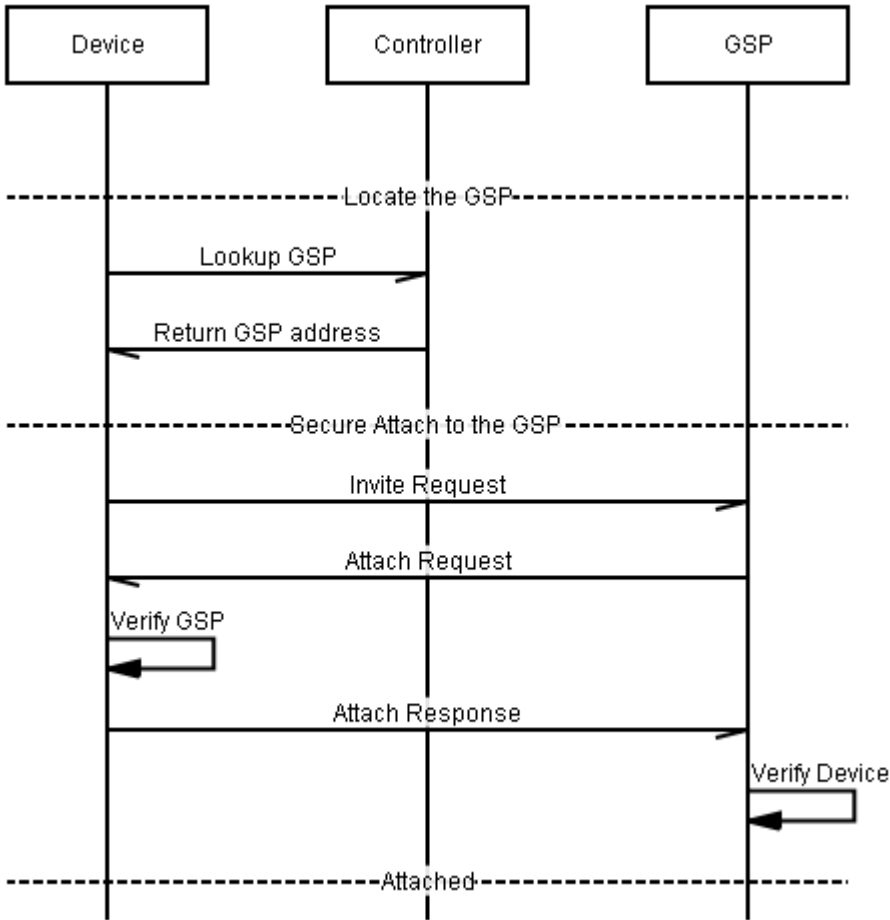 Device
Controller
GSP
Locate the GSP
Lookup GSP
Return GSP address
Secure Attach to the GSP
Invite Request
Attach Request
Verify GSP
Attach Response
Verify Device
Attached